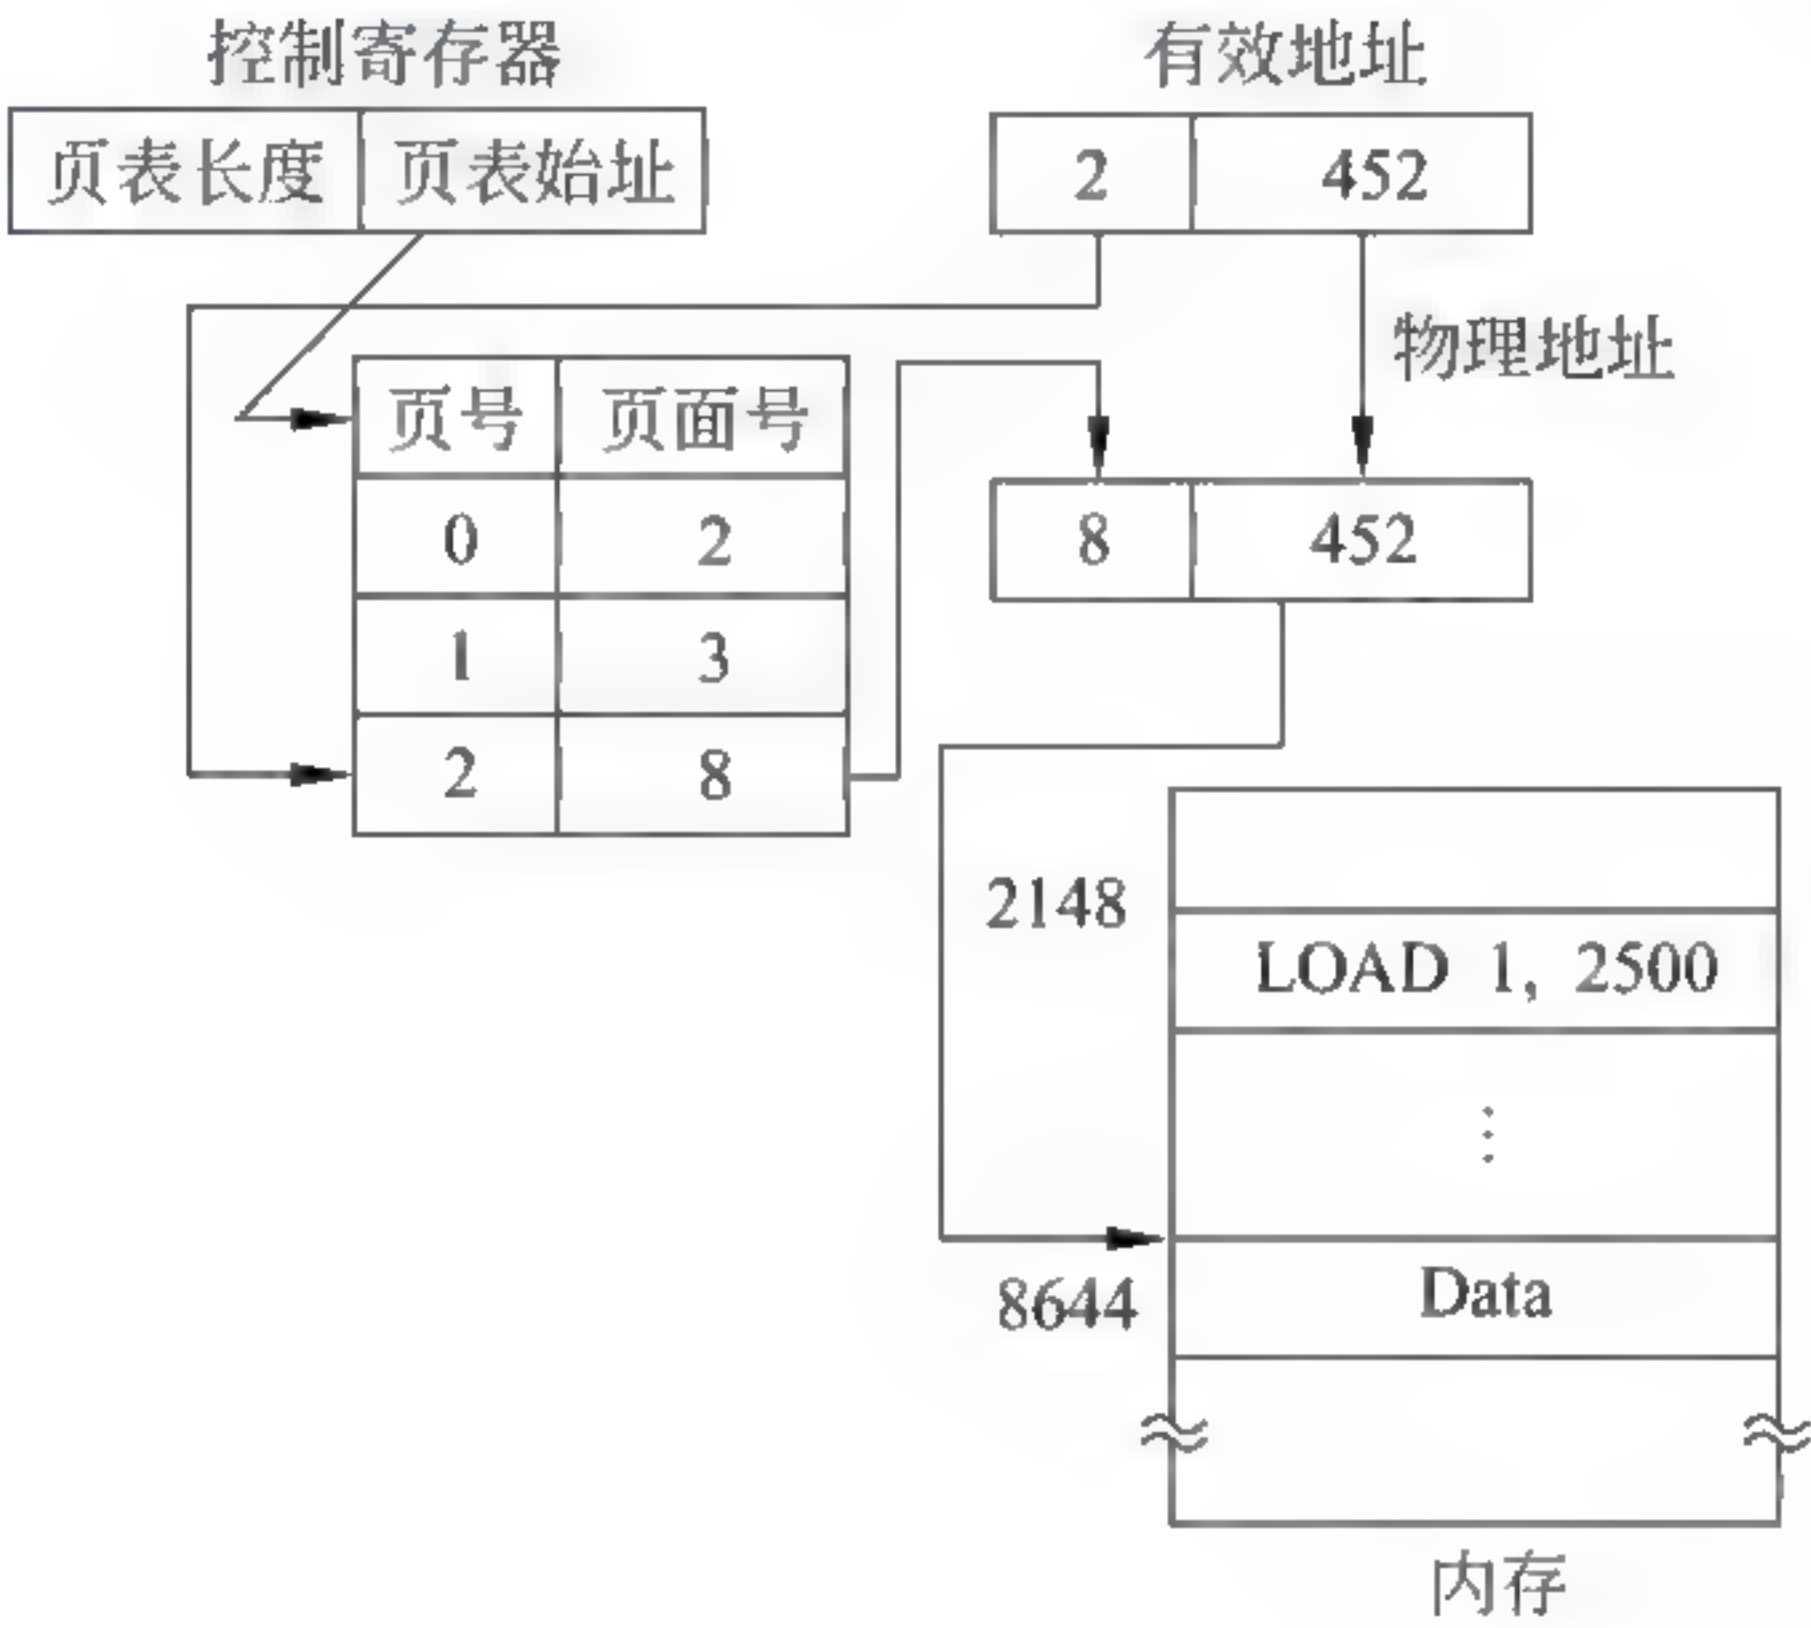 控制寄存器
有效地址
页表长度 页表始址
2 452
物理地址
页号 页面号
0 2
1 3
2 8
8 452
2148
LOAD 1, 2500
⋮
8644
Data
内存